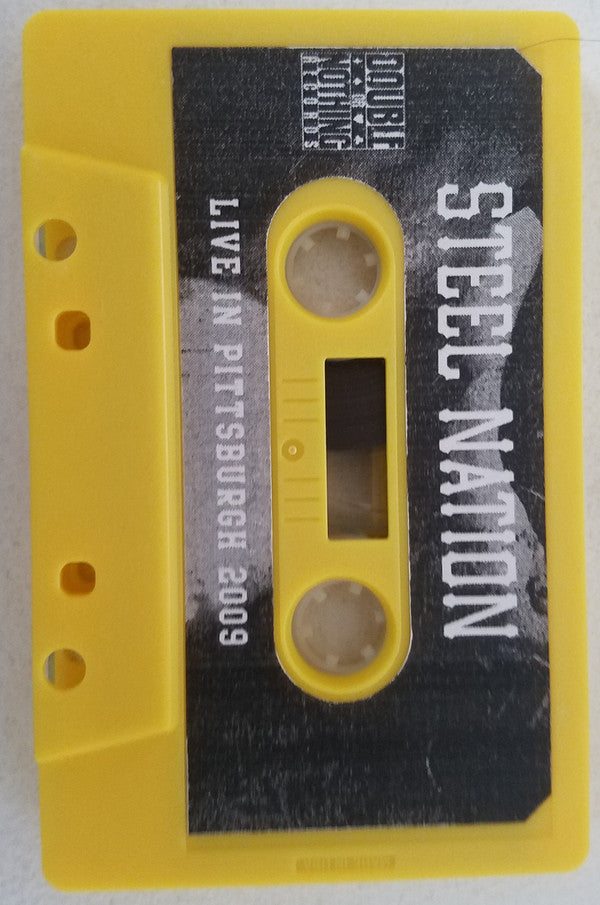 STEEL NATION
DOUBLE
OR
NOTHING
RECORDS
LIVE IN PITTSBURGH 2009